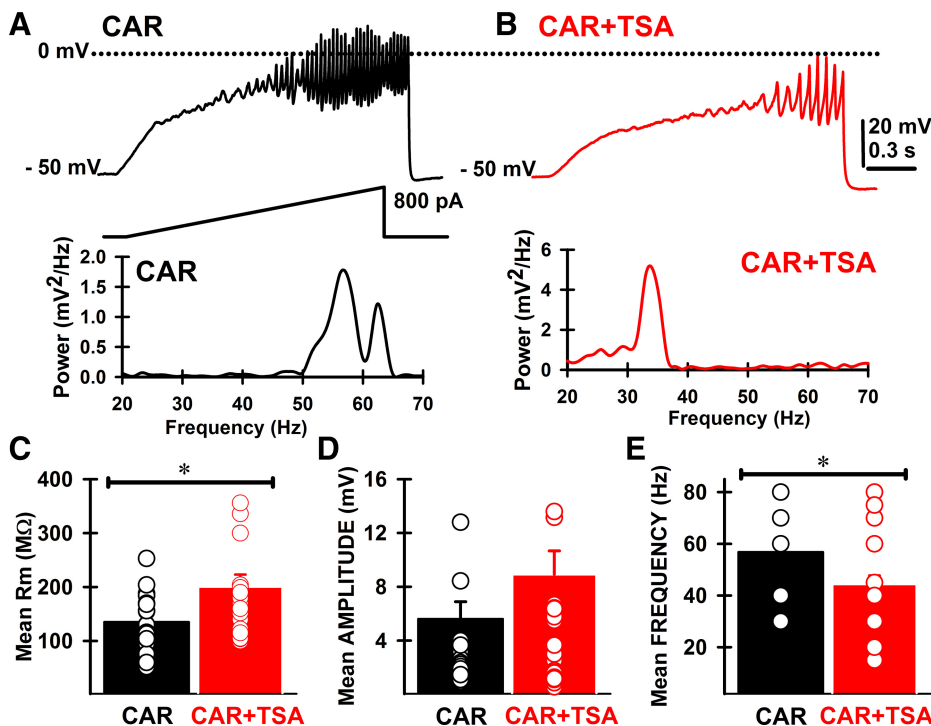 A
CAR
0 mV
- 50 mV
800 pA
B
CAR+TSA
- 50 mV
20 mV
0.3 s
Power (mV²/Hz)
2.0
1.5
1.0
0.5
0.0
CAR
20 30 40 50 60 70
Frequency (Hz)
Power (mV²/Hz)
6
4
2
0
CAR+TSA
20 30 40 50 60 70
Frequency (Hz)
C
Mean Rm (MΩ)
400
300
200
100
*
CAR CAR+TSA
D
Mean AMPLITUDE (mV)
16
12
8
4
CAR CAR+TSA
E
Mean FREQUENCY (Hz)
80
60
40
20
*
CAR CAR+TSA